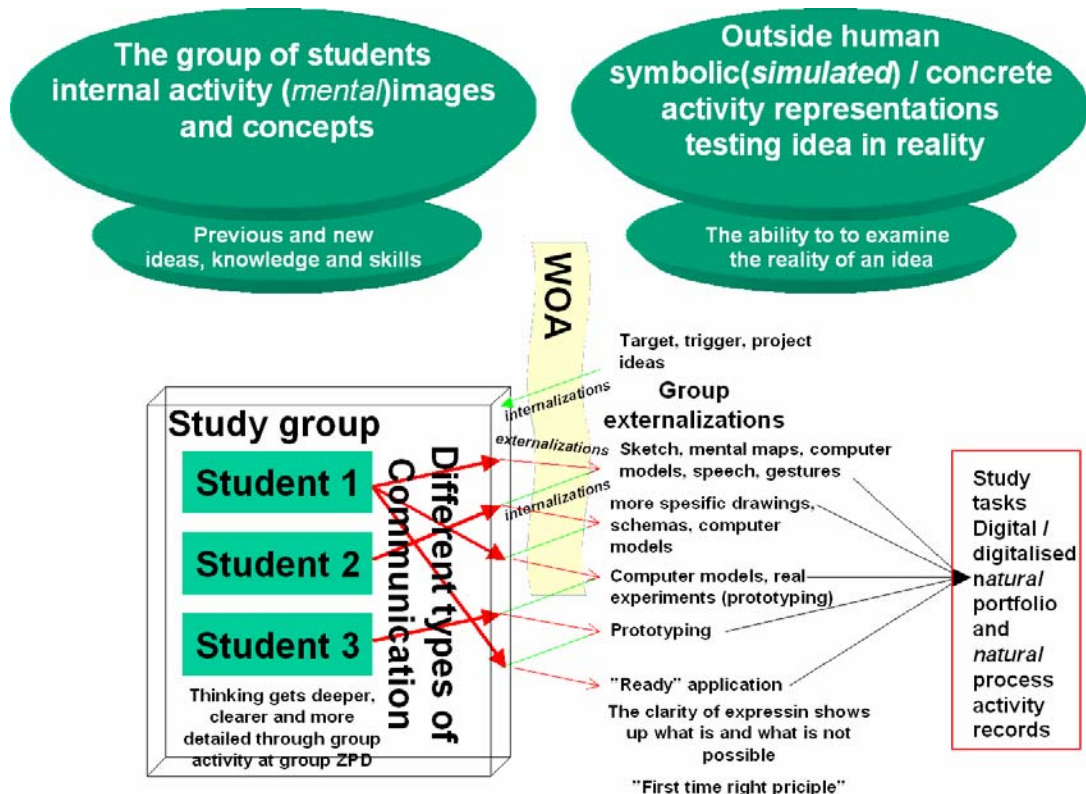 The group of students
internal activity (mental)images
and concepts
Previous and new
ideas, knowledge and skills
Outside human
symbolic(simulated) / concrete
activity representations
testing idea in reality
The ability to to examine
the reality of an idea
WOA
Target, trigger, project
ideas
internalizations
Group
externalizations
externalizations
Sketch, mental maps, computer
models, speech, gestures
internalizations
more spesific drawings,
schemas, computer
models
Computer models, real
experiments (prototyping)
Prototyping
"Ready" application
The clarity of expressin shows
up what is and what is not
possible
"First time right priciple"
Study group
Student 1
Student 2
Student 3
Different types of
Communication
Thinking gets deeper,
clearer and more
detailed through group
activity at group ZPD
Study
tasks
Digital /
digitalised
natural
portfolio
and
natural
process
activity
records